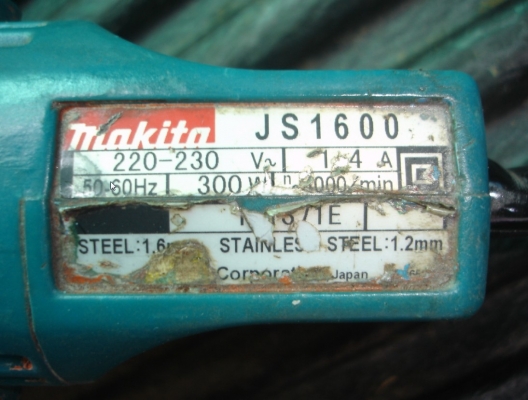 makita JS1600
220-230 V~ 1.4 A
50-60Hz 300 W n 4000/min
STEEL:1.6mm STAINLESS STEEL:1.2mm
Corporation Japan